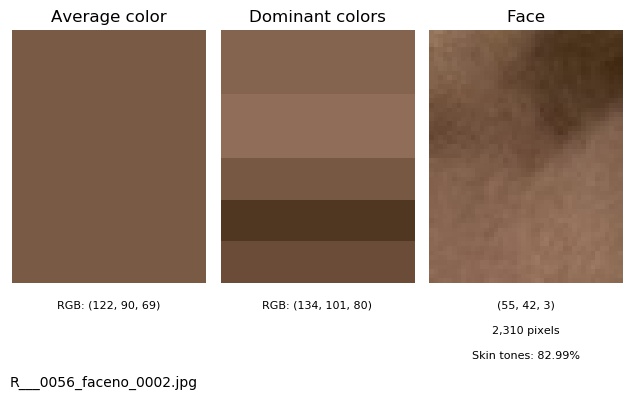 Average color
Dominant colors
Face
RGB: (122, 90, 69)
RGB: (134, 101, 80)
(55, 42, 3)
2,310 pixels
Skin tones: 82.99%
R___0056_faceno_0002.jpg